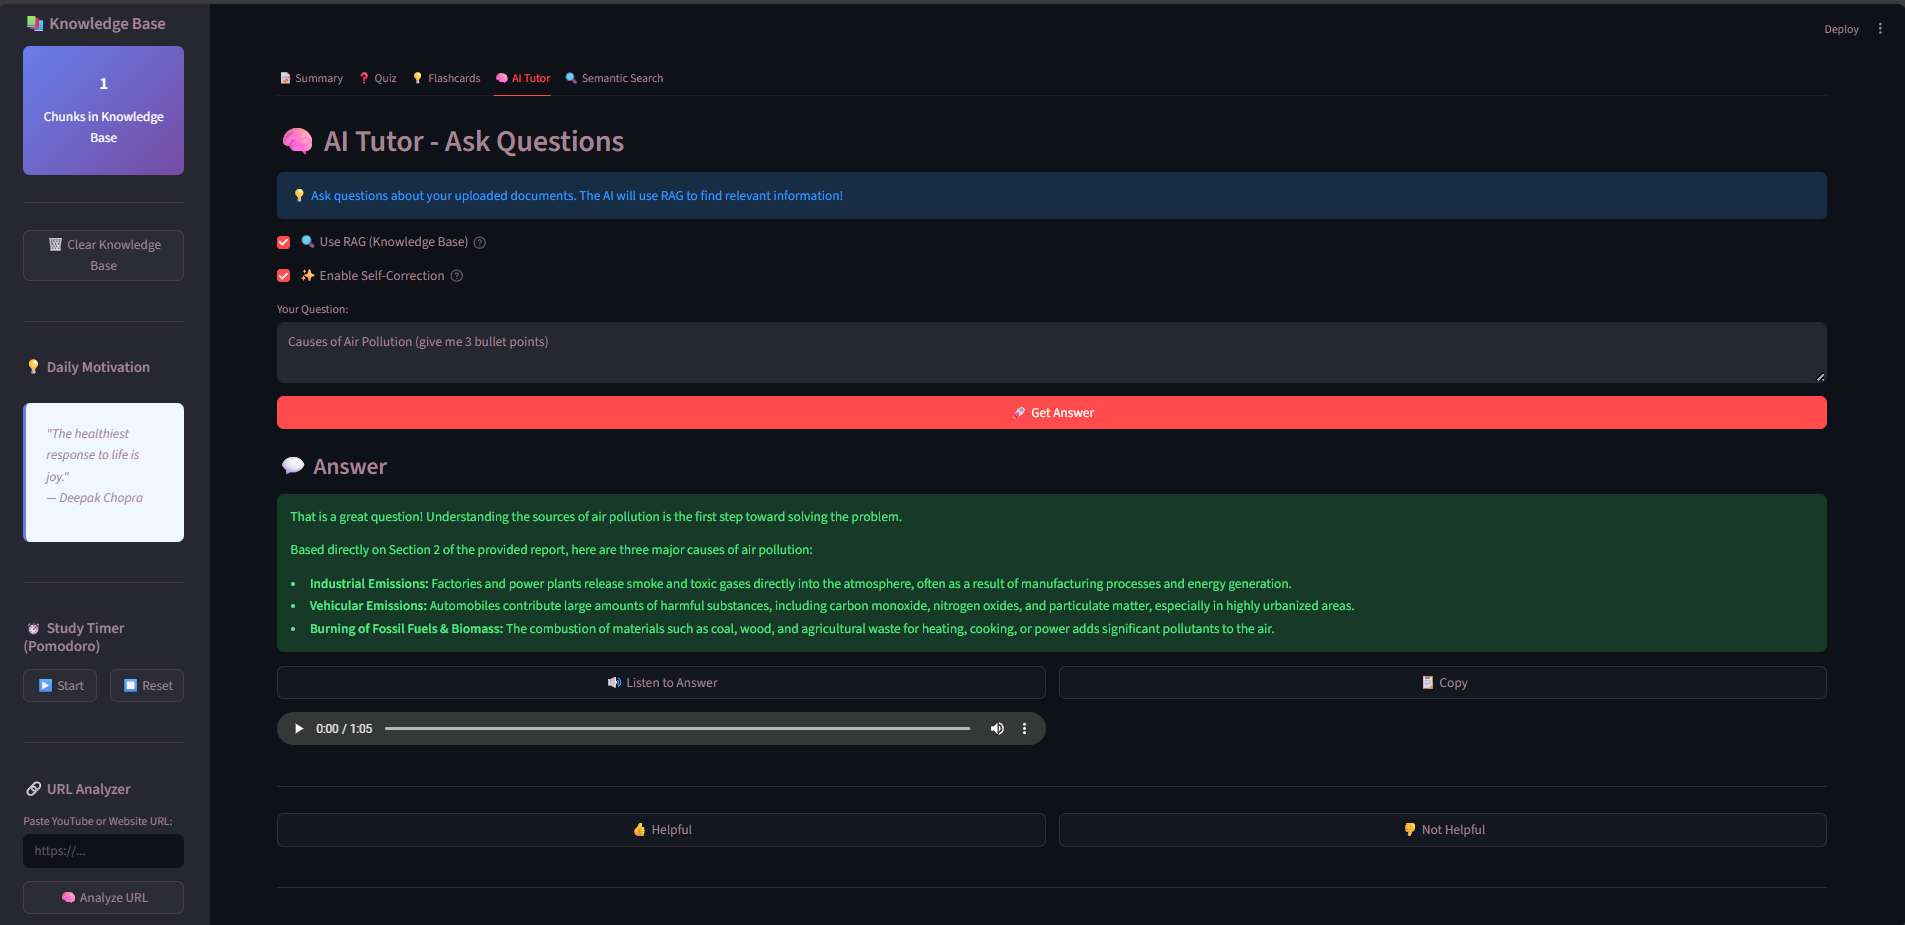 Knowledge Base
1
Chunks in Knowledge
Base
Clear Knowledge
Base
Daily Motivation
"The healthiest
response to life is
joy."
— Deepak Chopra
Study Timer
(Pomodoro)
Start
Reset
URL Analyzer
Paste YouTube or Website URL:
https://...
Analyze URL
Deploy
Summary
Quiz
Flashcards
AI Tutor
Semantic Search
AI Tutor - Ask Questions
Ask questions about your uploaded documents. The AI will use RAG to find relevant information!
Use RAG (Knowledge Base)
Enable Self-Correction
Your Question:
Causes of Air Pollution (give me 3 bullet points)
Get Answer
Answer
That is a great question! Understanding the sources of air pollution is the first step toward solving the problem.
Based directly on Section 2 of the provided report, here are three major causes of air pollution:
• Industrial Emissions: Factories and power plants release smoke and toxic gases directly into the atmosphere, often as a result of manufacturing processes and energy generation.
• Vehicular Emissions: Automobiles contribute large amounts of harmful substances, including carbon monoxide, nitrogen oxides, and particulate matter, especially in highly urbanized areas.
• Burning of Fossil Fuels & Biomass: The combustion of materials such as coal, wood, and agricultural waste for heating, cooking, or power adds significant pollutants to the air.
Listen to Answer
Copy
0:00 / 1:05
Helpful
Not Helpful